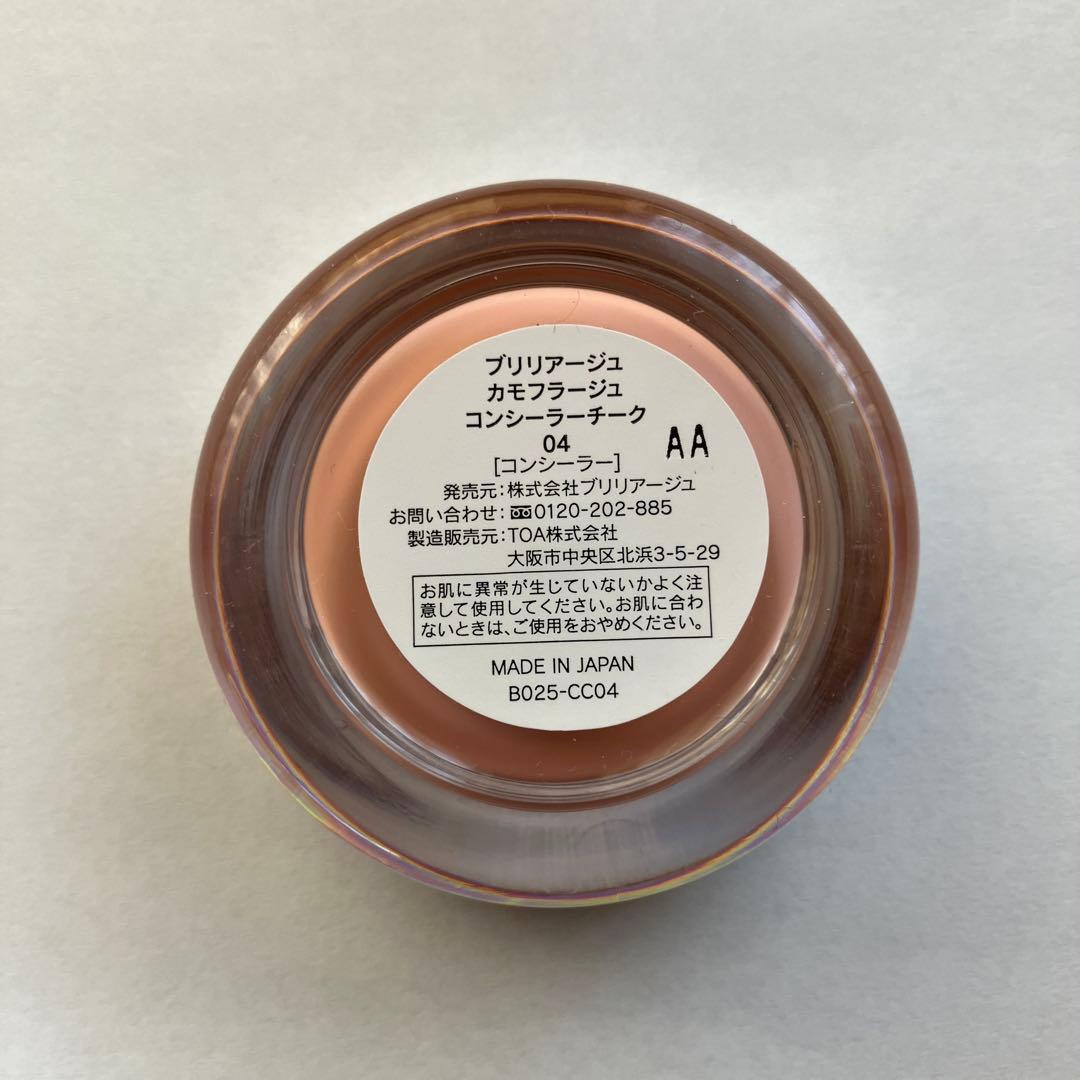 ブリリアージュ
カモフラージュ
コンシーラーチーク
04
AA
[コンシーラー]
発売元:株式会社ブリリアージュ
お問い合わせ:0120-202-885
製造販売元:TOA株式会社
大阪市中央区北浜3-5-29
お肌に異常が生じていないかよく注
意して使用してください。お肌に合わ
ないときは、ご使用をおやめください。
MADE IN JAPAN
B025-CC04